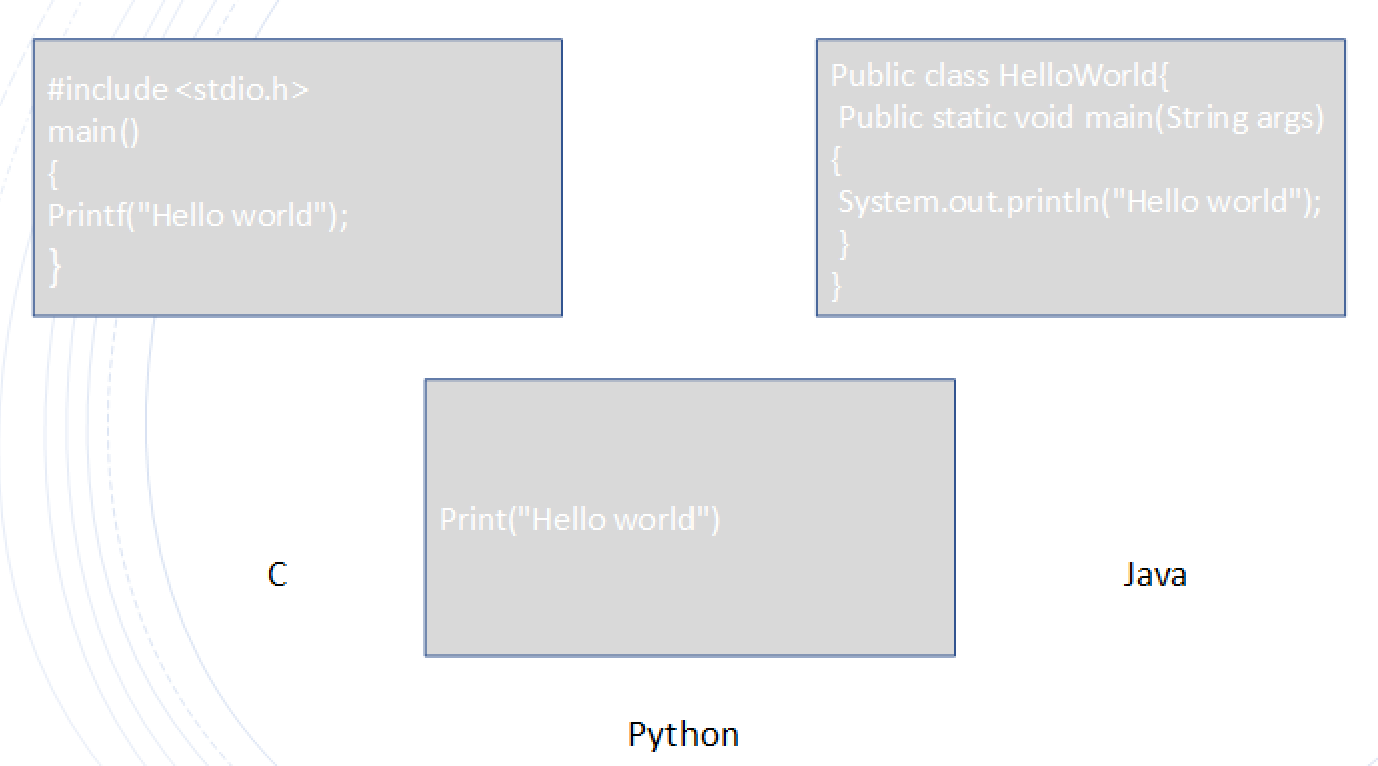 #include <stdio.h>
main()
{
Printf("Hello world");
}
Public class HelloWorld{
Public static void main(String args)
{
System.out.println("Hello world");
}
}
Print("Hello world")
C
Java
Python